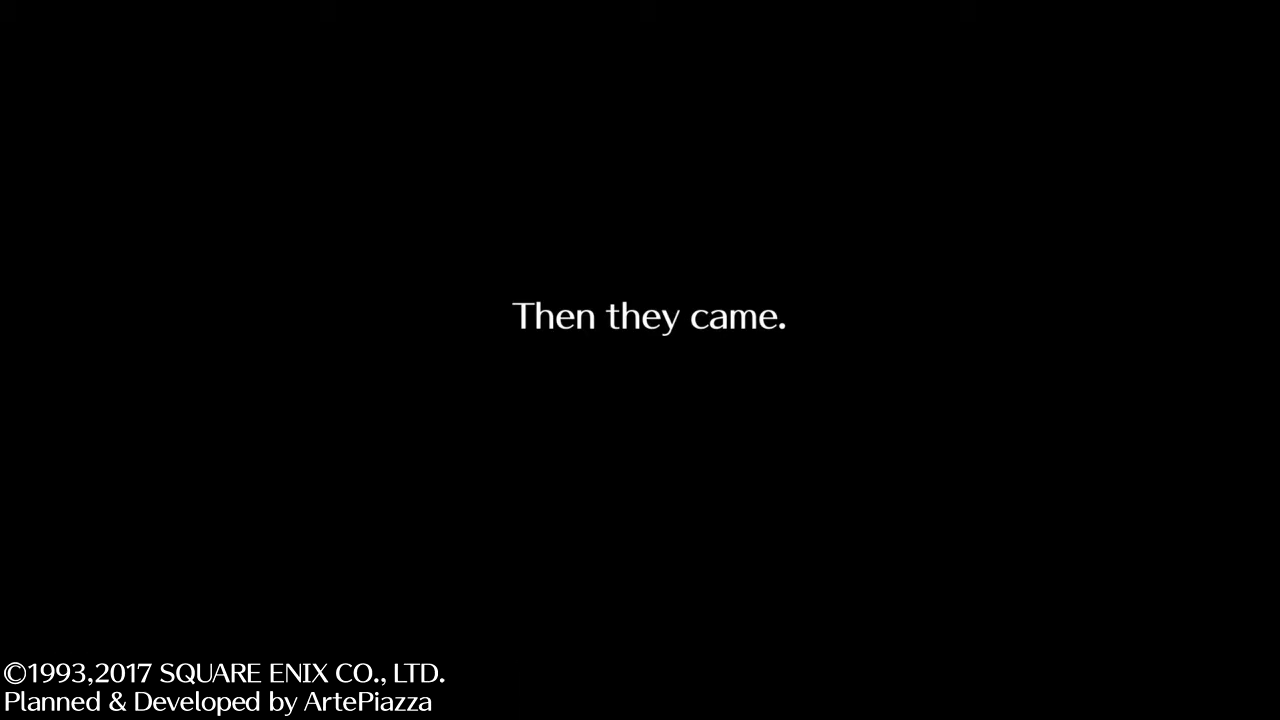 Then they came.
©1993,2017 SQUARE ENIX CO., LTD.
Planned & Developed by ArtePiazza